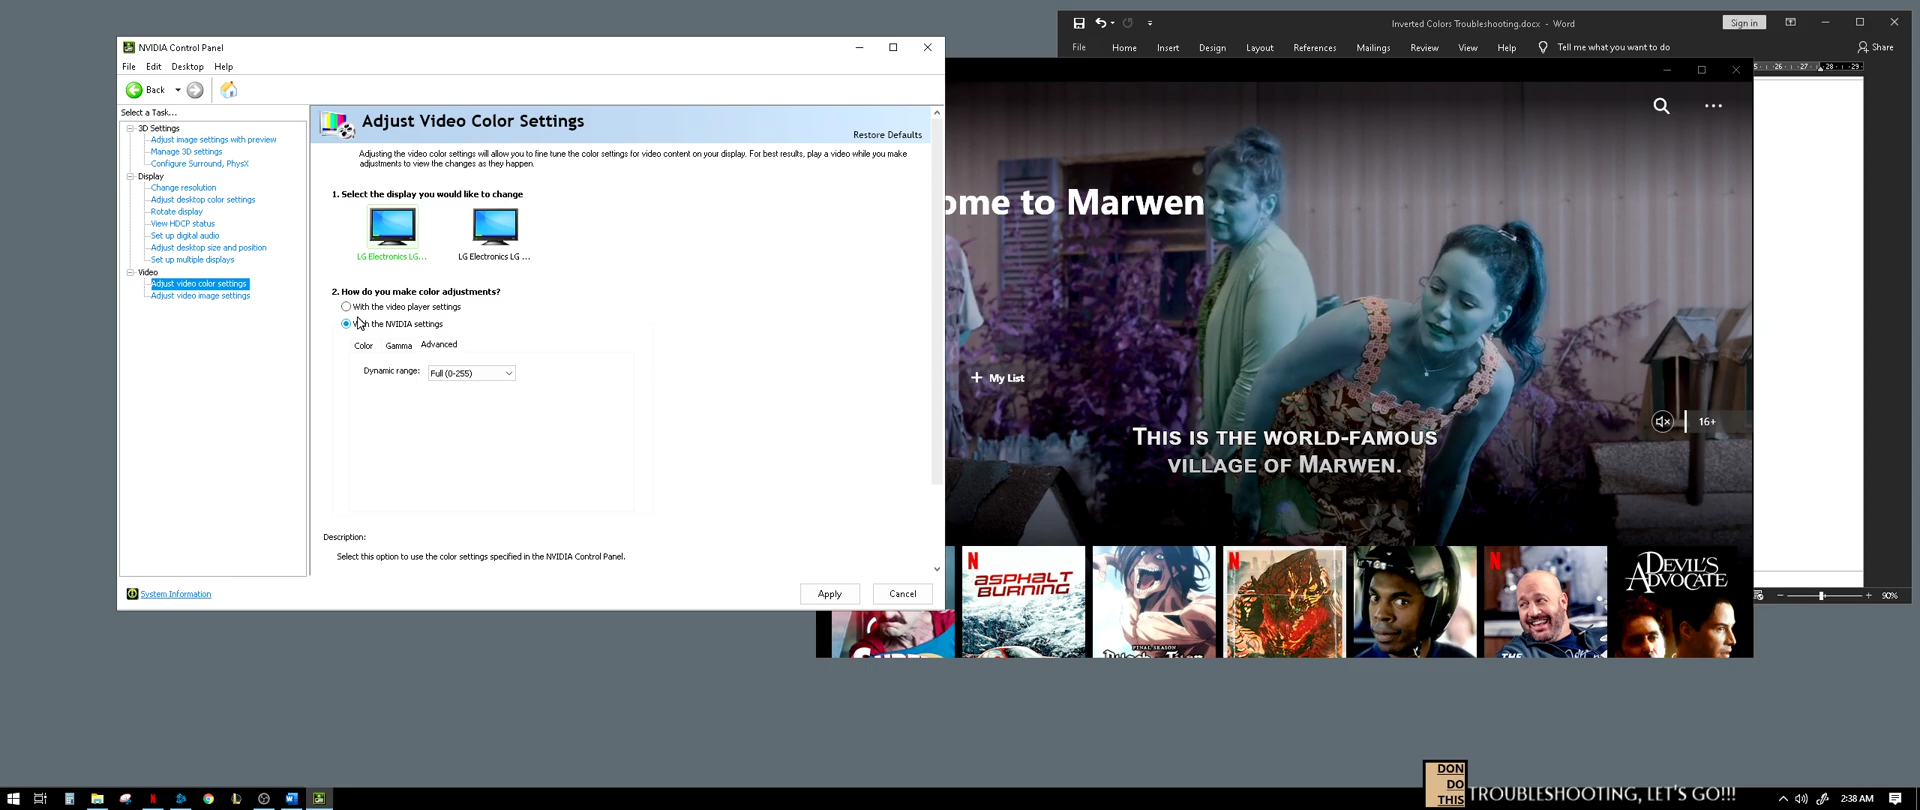 NVIDIA Control Panel
File Edit Desktop Help
Back
Select a Task...
3D Settings
Adjust image settings with preview
Manage 3D settings
Configure Surround, PhysX
Display
Change resolution
Adjust desktop color settings
Rotate display
View HDCP status
Set up digital audio
Adjust desktop size and position
Set up multiple displays
Video
Adjust video color settings
Adjust video image settings
System Information
Adjust Video Color Settings
Restore Defaults
Adjusting the video color settings will allow you to fine tune the color settings for video content on your display. For best results, play a video while you make
adjustments to view the changes as they happen.
1. Select the display you would like to change
LG Electronics LG... LG Electronics LG ...
2. How do you make color adjustments?
With the video player settings
the NVIDIA settings
Color Gamma Advanced
Dynamic range: Full (0-255)
Description:
Select this option to use the color settings specified in the NVIDIA Control Panel.
Apply Cancel
Inverted Colors Troubleshooting.docx - Word
Sign in
File Home Insert Design Layout References Mailings Review View Help Tell me what you want to do
Share
26 27 28 29
ome to Marwen
+ My List
16+
THIS IS THE WORLD-FAMOUS
VILLAGE OF MARWEN.
N ASPHALT
BURNING
FINAL SEASON
N
N
THE
DEVIL'S
ADVOCATE
90%
DON
DO
THIS
TROUBLESHOOTING, LET'S GO!!!
2:38 AM